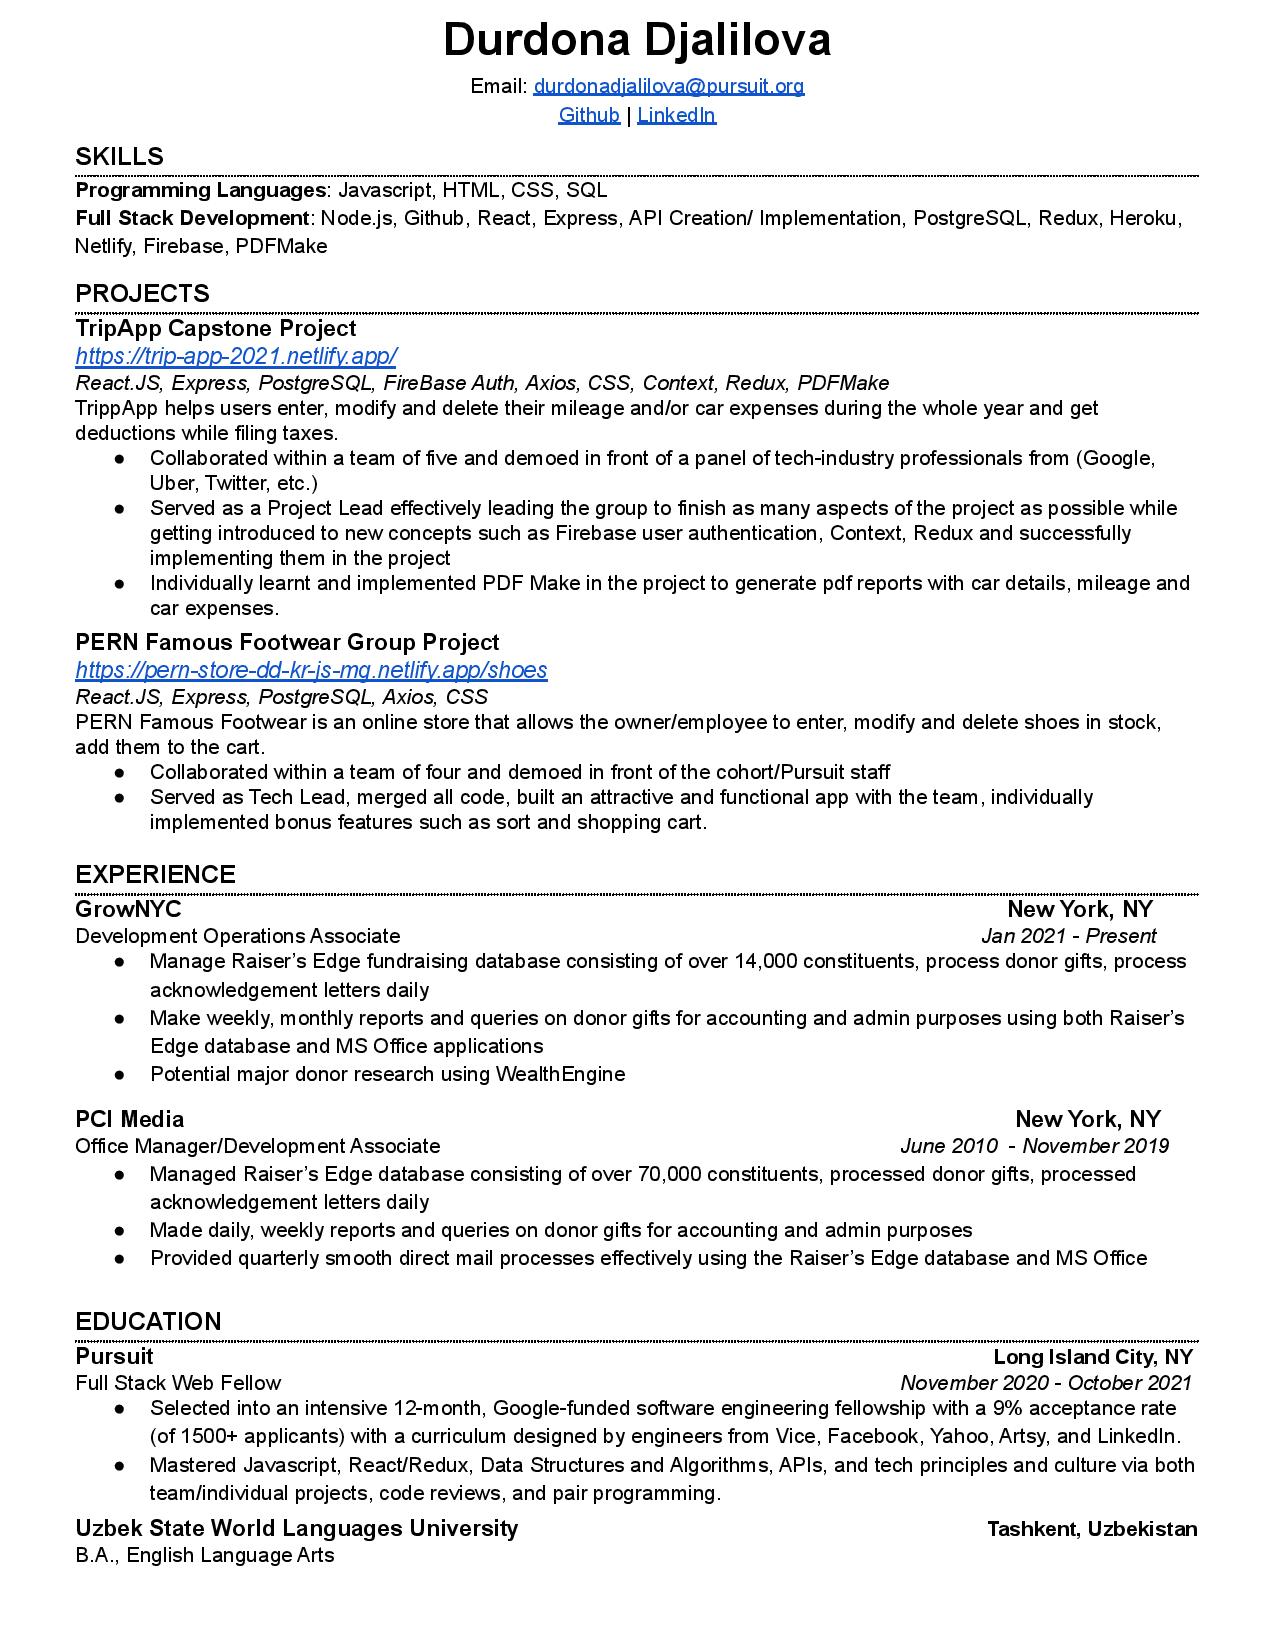 Durdona Djalilova
Email: durdonadjalilova@pursuit.org
Github | LinkedIn
SKILLS
Programming Languages: Javascript, HTML, CSS, SQL
Full Stack Development: Node.js, Github, React, Express, API Creation/ Implementation, PostgreSQL, Redux, Heroku,
Netlify, Firebase, PDFMake
PROJECTS
TripApp Capstone Project
https://trip-app-2021.netlify.app/
React.JS, Express, PostgreSQL, FireBase Auth, Axios, CSS, Context, Redux, PDFMake
TrippApp helps users enter, modify and delete their mileage and/or car expenses during the whole year and get
deductions while filing taxes.
● Collaborated within a team of five and demoed in front of a panel of tech-industry professionals from (Google,
Uber, Twitter, etc.)
● Served as a Project Lead effectively leading the group to finish as many aspects of the project as possible while
getting introduced to new concepts such as Firebase user authentication, Context, Redux and successfully
implementing them in the project
● Individually learnt and implemented PDF Make in the project to generate pdf reports with car details, mileage and
car expenses.
PERN Famous Footwear Group Project
https://pern-store-dd-kr-js-mg.netlify.app/shoes
React.JS, Express, PostgreSQL, Axios, CSS
PERN Famous Footwear is an online store that allows the owner/employee to enter, modify and delete shoes in stock,
add them to the cart.
● Collaborated within a team of four and demoed in front of the cohort/Pursuit staff
● Served as Tech Lead, merged all code, built an attractive and functional app with the team, individually
implemented bonus features such as sort and shopping cart.
EXPERIENCE
GrowNYC New York, NY
Development Operations Associate Jan 2021 - Present
● Manage Raiser's Edge fundraising database consisting of over 14,000 constituents, process donor gifts, process
acknowledgement letters daily
● Make weekly, monthly reports and queries on donor gifts for accounting and admin purposes using both Raiser's
Edge database and MS Office applications
● Potential major donor research using WealthEngine
PCI Media New York, NY
Office Manager/Development Associate June 2010 - November 2019
● Managed Raiser's Edge database consisting of over 70,000 constituents, processed donor gifts, processed
acknowledgement letters daily
● Made daily, weekly reports and queries on donor gifts for accounting and admin purposes
● Provided quarterly smooth direct mail processes effectively using the Raiser's Edge database and MS Office
EDUCATION
Pursuit Long Island City, NY
Full Stack Web Fellow November 2020 - October 2021
● Selected into an intensive 12-month, Google-funded software engineering fellowship with a 9% acceptance rate
(of 1500+ applicants) with a curriculum designed by engineers from Vice, Facebook, Yahoo, Artsy, and LinkedIn.
● Mastered Javascript, React/Redux, Data Structures and Algorithms, APIs, and tech principles and culture via both
team/individual projects, code reviews, and pair programming.
Uzbek State World Languages University Tashkent, Uzbekistan
B.A., English Language Arts